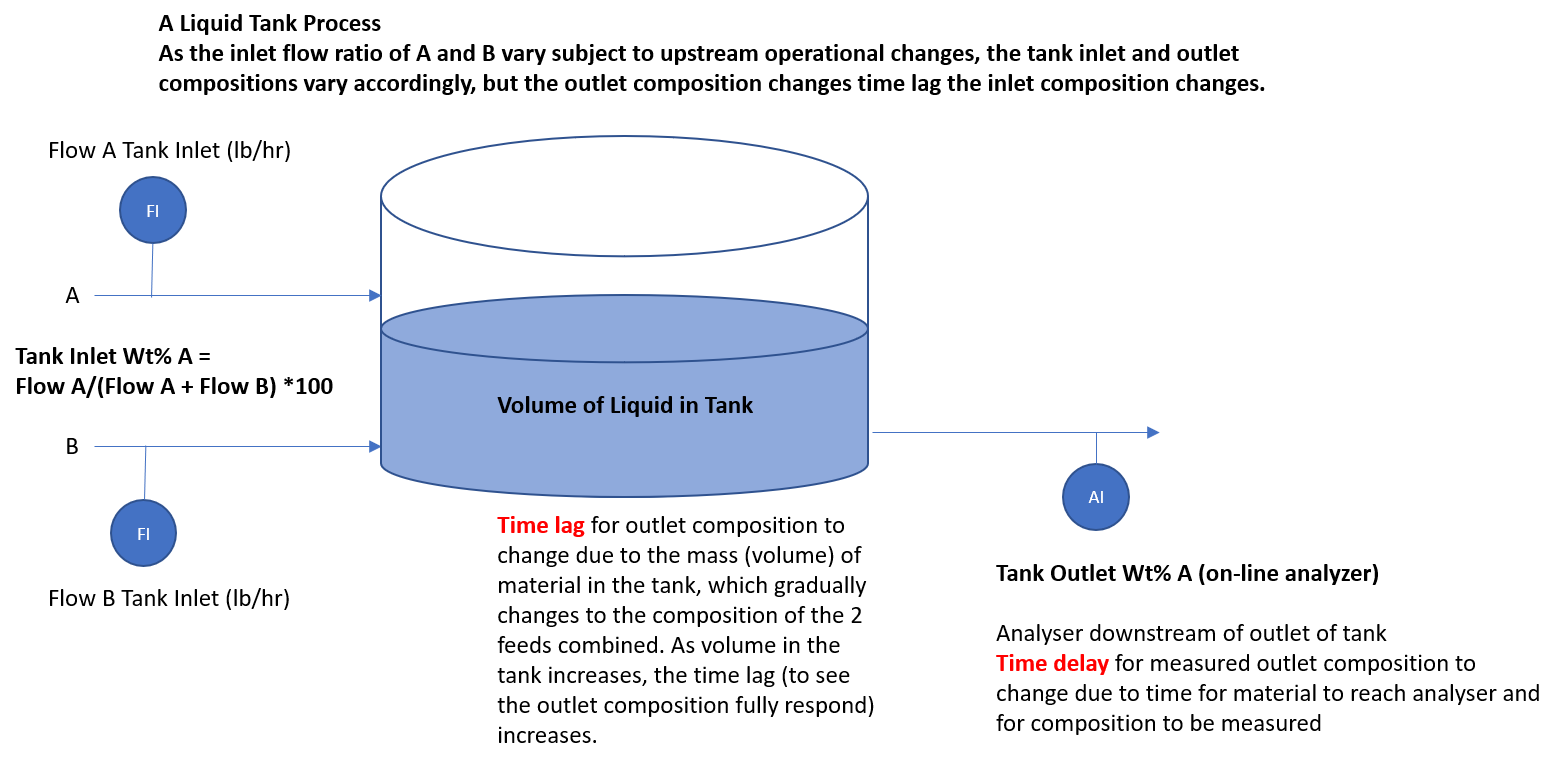 A Liquid Tank Process
As the inlet flow ratio of A and B vary subject to upstream operational changes, the tank inlet and outlet
compositions vary accordingly, but the outlet composition changes time lag the inlet composition changes.
Flow A Tank Inlet (lb/hr)
FI
A
Tank Inlet Wt% A =
Flow A/(Flow A + Flow B) *100
B
FI
Flow B Tank Inlet (lb/hr)
Volume of Liquid in Tank
Time lag for outlet composition to
change due to the mass (volume) of
material in the tank, which gradually
changes to the composition of the 2
feeds combined. As volume in the
tank increases, the time lag (to see
the outlet composition fully respond)
increases.
AI
Tank Outlet Wt% A (on-line analyzer)
Analyser downstream of outlet of tank
Time delay for measured outlet composition to
change due to time for material to reach analyser and
for composition to be measured